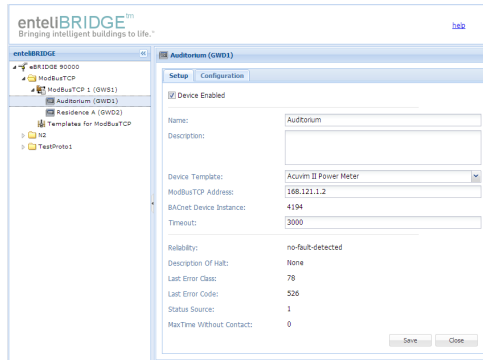 enteliBRIDGE™
Bringing intelligent buildings to life.™
help
enteliBRIDGE
eBRIDGE 90000
ModBusTCP
ModBusTCP 1 (GWS1)
Auditorium (GWD1)
Residence A (GWD2)
Templates for ModBusTCP
N2
TestProto1
Auditorium (GWD1)
Setup Configuration
Device Enabled
Name: Auditorium
Description:
Device Template: Acuvim II Power Meter
ModBusTCP Address: 168.121.1.2
BACnet Device Instance: 4194
Timeout: 3000
Reliability: no-fault-detected
Description Of Halt: None
Last Error Class: 78
Last Error Code: 526
Status Source: 1
MaxTime Without Contact: 0
Save Close